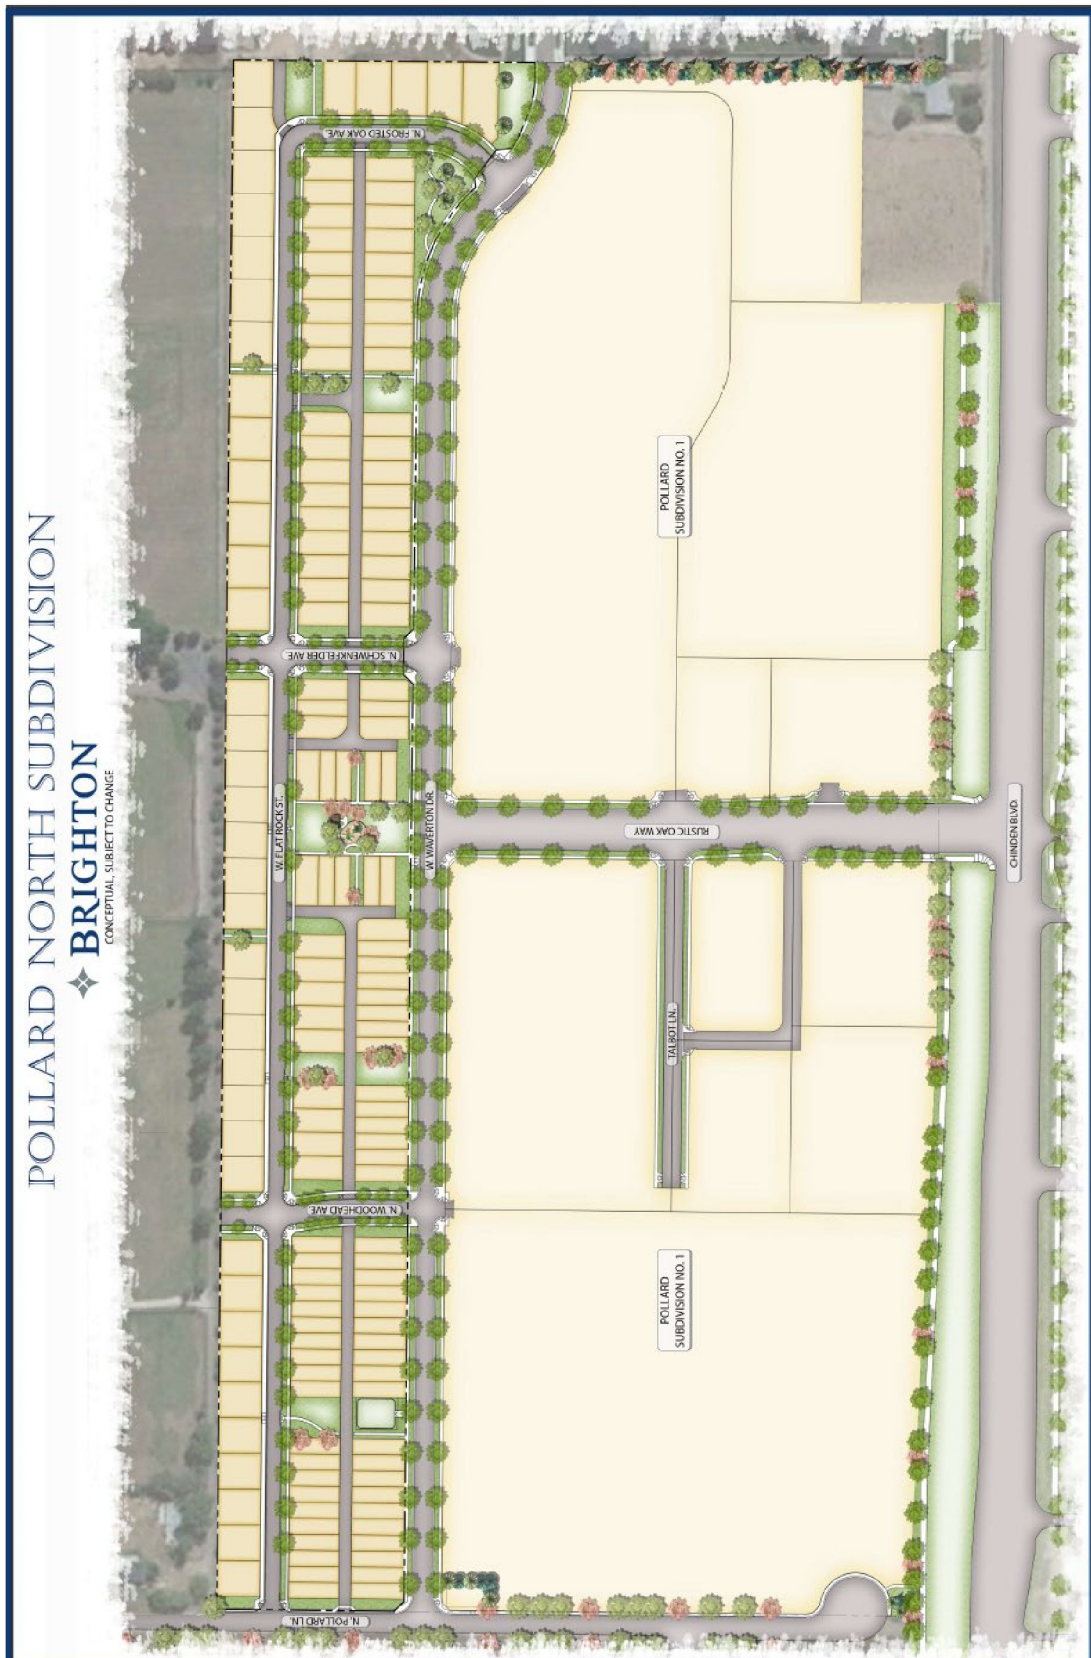 POLLARD NORTH SUBDIVISION
BRIGHTON
CONCEPTUAL, SUBJECT TO CHANGE
N. FROSTED OAK AVE.
POLLARD
SUBDIVISION NO. 1
N. SCHWENKFELDER AVE.
W. FLAT ROCK ST.
W. WAVERTON DR.
RUSTIC OAK WAY
CHINDEN BLVD.
TALBOT LN.
N. WOODHEAD AVE.
POLLARD
SUBDIVISION NO. 1
N. POLLARD LN.